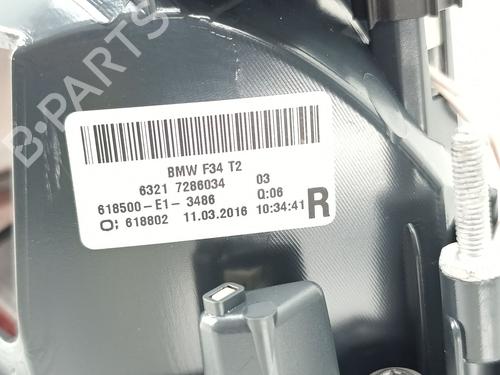 B-PARTS
BMW F34 T2
6321 7286034 03
618500-E1- 3486 Q:06
O: 618802 11.03.2016 10:34:41 R